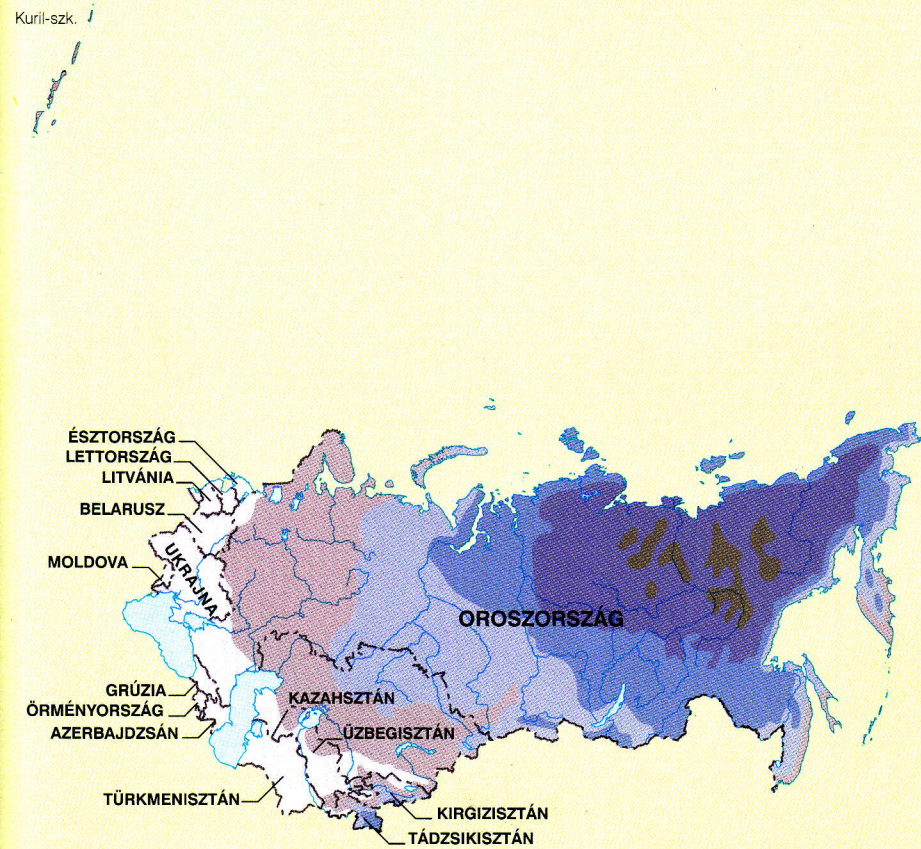 Kuril-szk.
ÉSZTORSZÁG
LETTORSZÁG
LITVÁNIA
BELARUSZ
MOLDOVA
UKRAJNA
OROSZORSZÁG
GRÚZIA
ÖRMÉNYORSZÁG
AZERBAJDZSÁN
KAZAHSZTÁN
ÜZBEGISZTÁN
TÜRKMENISZTÁN
KIRGIZISZTÁN
TÁDZSIKISZTÁN